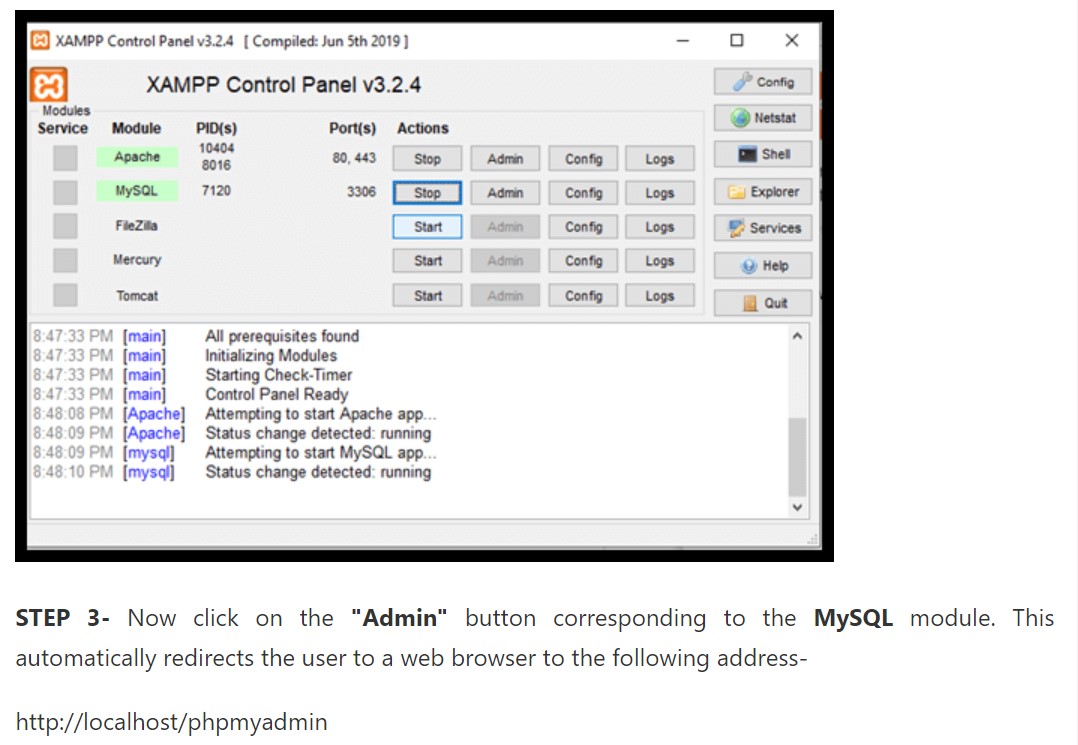 XAMPP Control Panel v3.2.4 [ Compiled: Jun 5th 2019 ]
XAMPP Control Panel v3.2.4
Config
Modules
Netstat
Service Module PID(s) Port(s) Actions
Apache 10404 8016 80, 443 Stop Admin Config Logs
Shell
MySQL 7120 3306 Stop Admin Config Logs
Explorer
FileZilla Start Admin Config Logs
Services
Mercury Start Admin Config Logs
Help
Tomcat Start Admin Config Logs
Quit
8:47:33 PM [main] All prerequisites found
8:47:33 PM [main] Initializing Modules
8:47:33 PM [main] Starting Check-Timer
8:47:33 PM [main] Control Panel Ready
8:48:08 PM [Apache] Attempting to start Apache app...
8:48:09 PM [Apache] Status change detected: running
8:48:09 PM [mysql] Attempting to start MySQL app...
8:48:10 PM [mysql] Status change detected: running
STEP 3- Now click on the "Admin" button corresponding to the MySQL module. This
automatically redirects the user to a web browser to the following address-
http://localhost/phpmyadmin